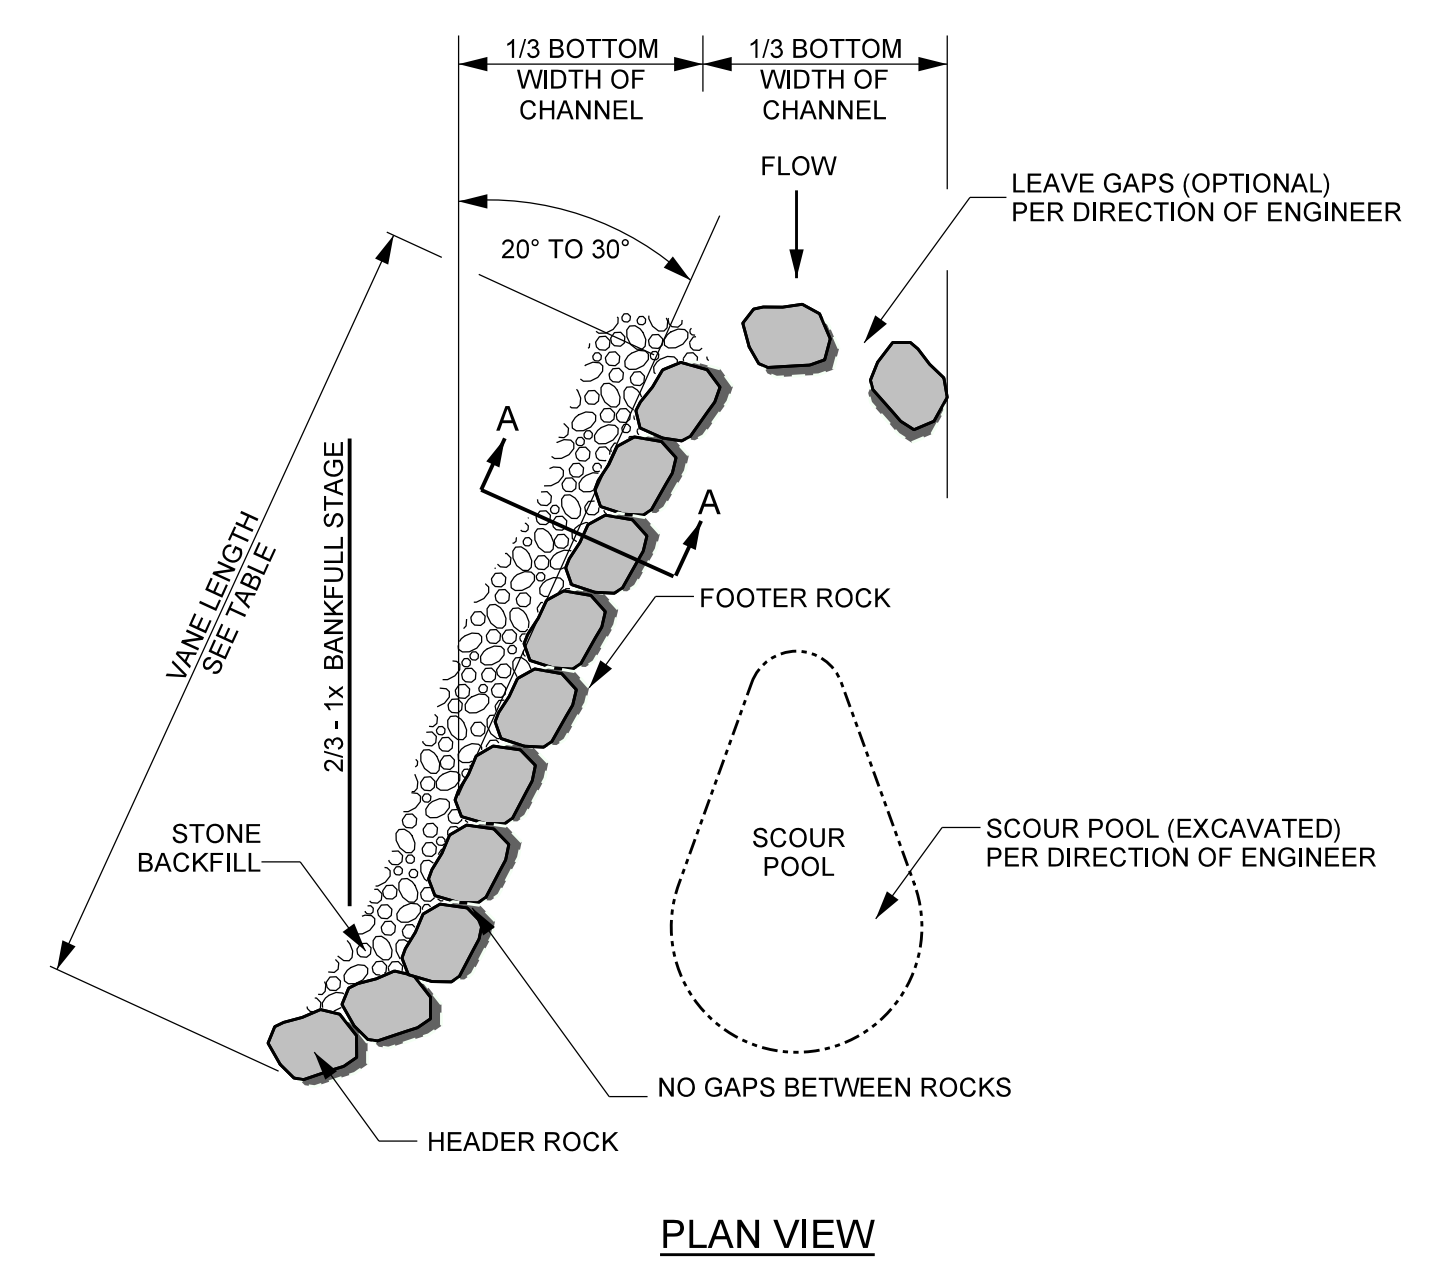 1/3 BOTTOM
WIDTH OF
CHANNEL
1/3 BOTTOM
WIDTH OF
CHANNEL
FLOW
LEAVE GAPS (OPTIONAL)
PER DIRECTION OF ENGINEER
20° TO 30°
A
A
VANE LENGTH
SEE TABLE
2/3 - 1x BANKFULL STAGE
FOOTER ROCK
STONE
BACKFILL
SCOUR
POOL
SCOUR POOL (EXCAVATED)
PER DIRECTION OF ENGINEER
NO GAPS BETWEEN ROCKS
HEADER ROCK
PLAN VIEW